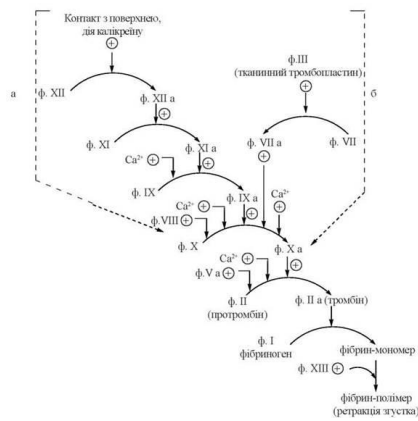 Контакт з поверхнею,
дія калікреїну
ф.III
(тканинний тромбопластин)
а
ф. XII
б
ф. XII а
ф. XI
ф. XI а
ф. VII а
ф. VII
Ca²⁺
ф. IX
ф. IX а
Ca²⁺
Ca²⁺
ф.VIII
ф. X
ф. X а
Ca²⁺
ф.V а
ф. II
(протромбін)
ф. II а (тромбін)
ф. I
фібриноген
фібрин-мономер
ф. XIII
фібрин-полімер
(ретракція згустка)